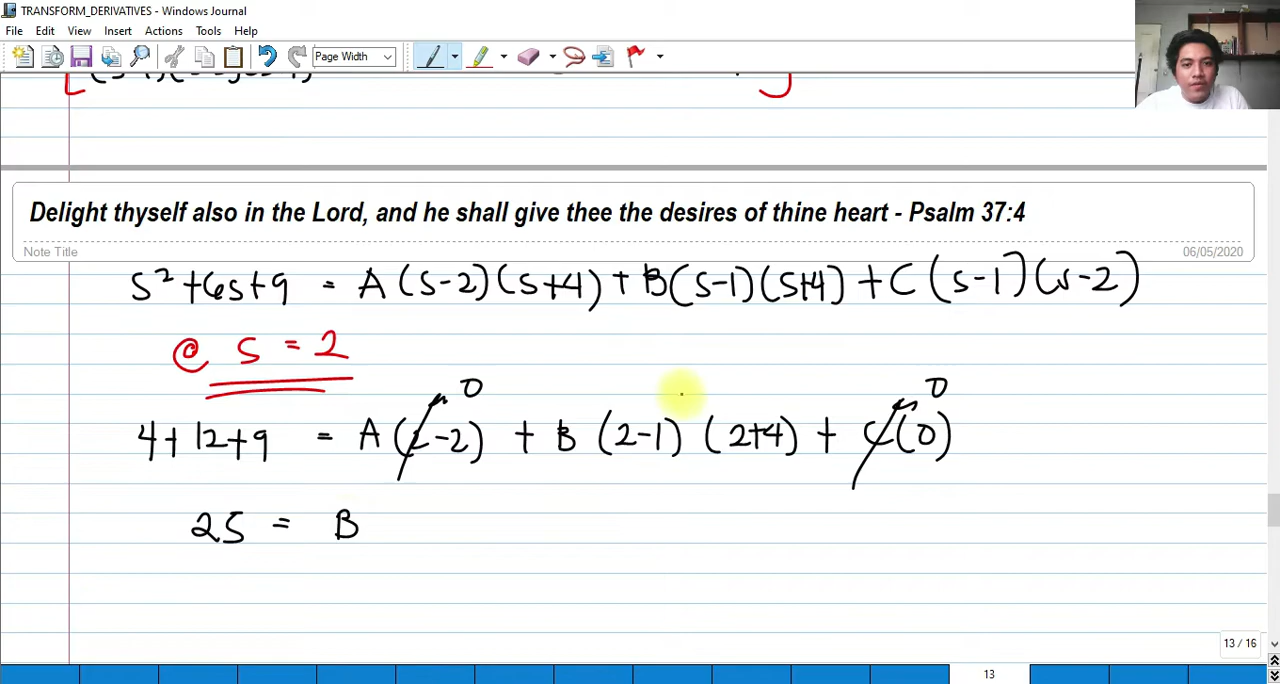 TRANSFORM_DERIVATIVES - Windows Journal
File Edit View Insert Actions Tools Help
Page Width
Delight thyself also in the Lord, and he shall give thee the desires of thine heart - Psalm 37:4
Note Title 06/05/2020
s² + 6s + 9 = A (s-2)(s+4) + B(s-1)(s+4) + C (s-1)(s-2)
@ s = 2
0 0
4 + 12 + 9 = A (2-2) + B (2-1) (2+4) + C(0)
25 = B
13 / 16
13